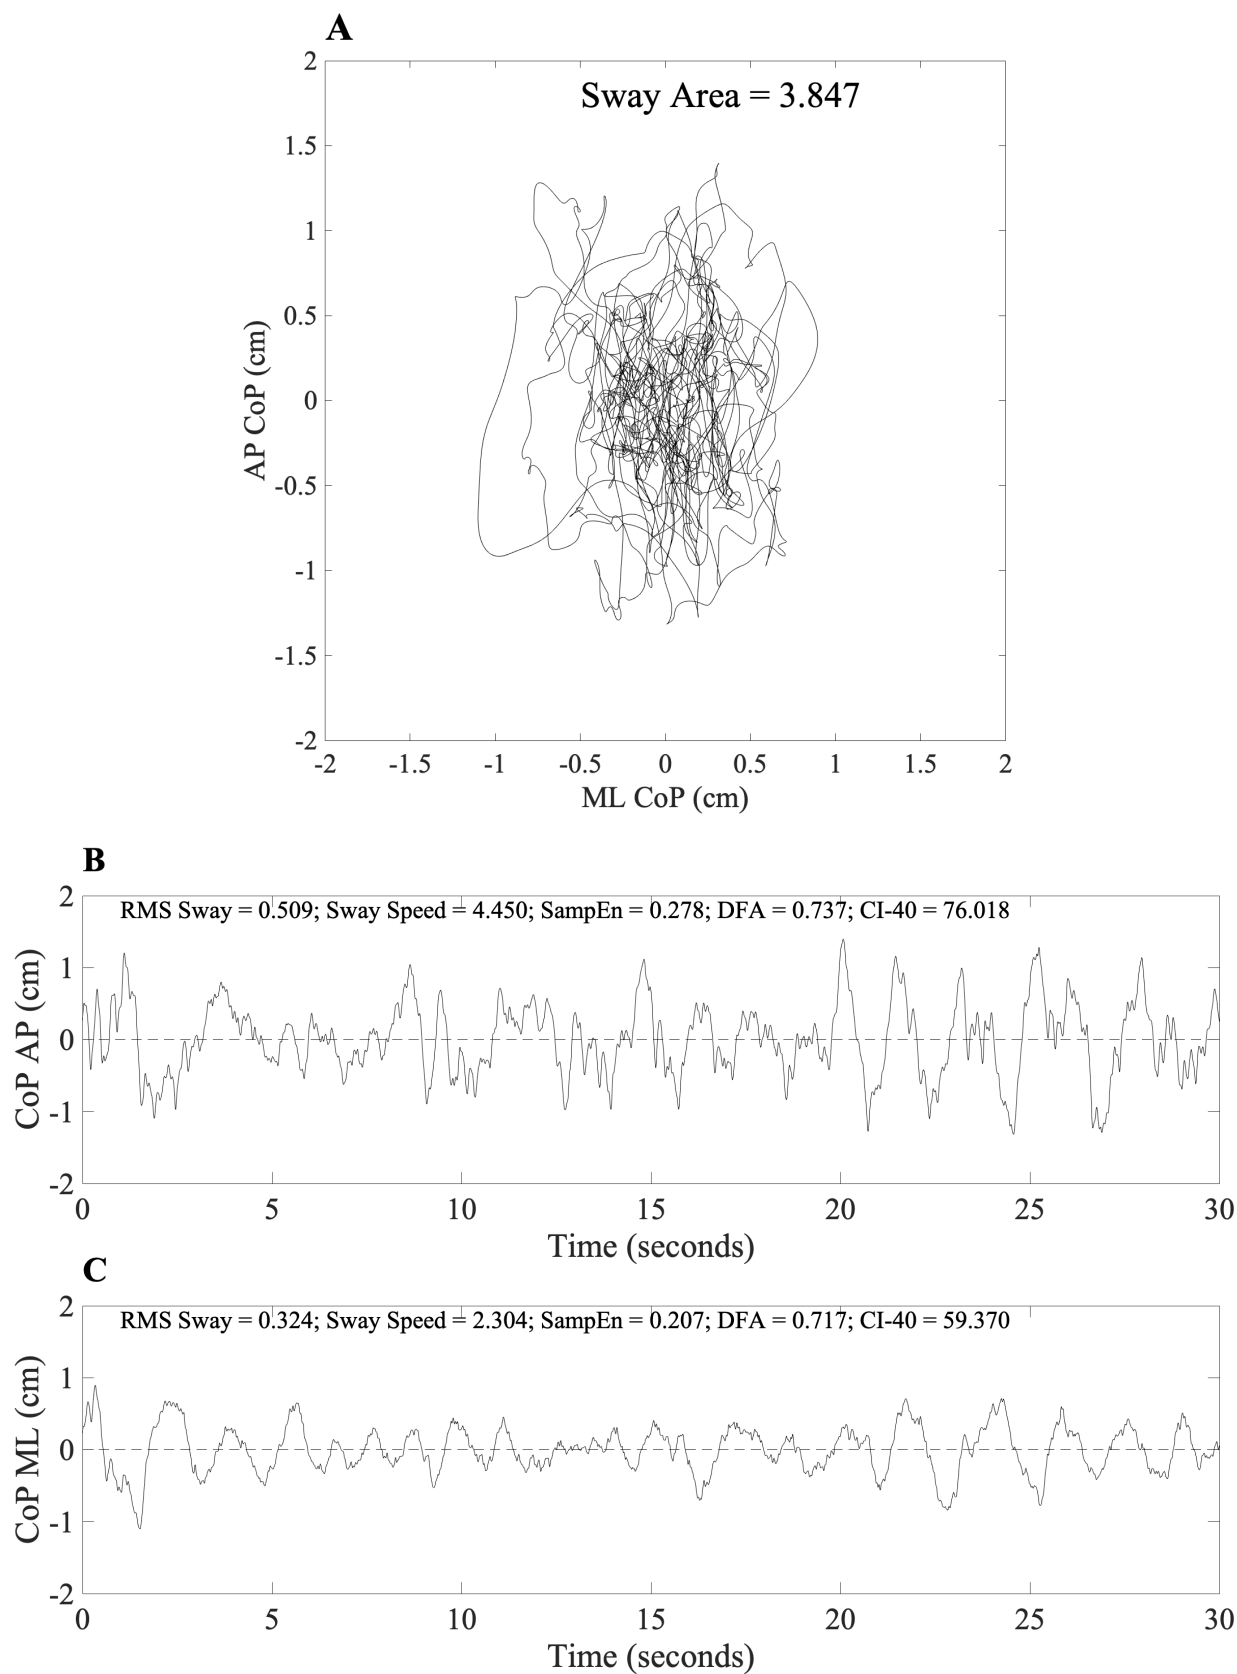 A
Sway Area = 3.847
2
1.5
1
0.5
0
-0.5
-1
-1.5
-2
AP CoP (cm)
-2 -1.5 -1 -0.5 0 0.5 1 1.5 2
ML CoP (cm)
B
RMS Sway = 0.509; Sway Speed = 4.450; SampEn = 0.278; DFA = 0.737; CI-40 = 76.018
2
1
0
-1
-2
CoP AP (cm)
0 5 10 15 20 25 30
Time (seconds)
C
RMS Sway = 0.324; Sway Speed = 2.304; SampEn = 0.207; DFA = 0.717; CI-40 = 59.370
2
1
0
-1
-2
CoP ML (cm)
0 5 10 15 20 25 30
Time (seconds)